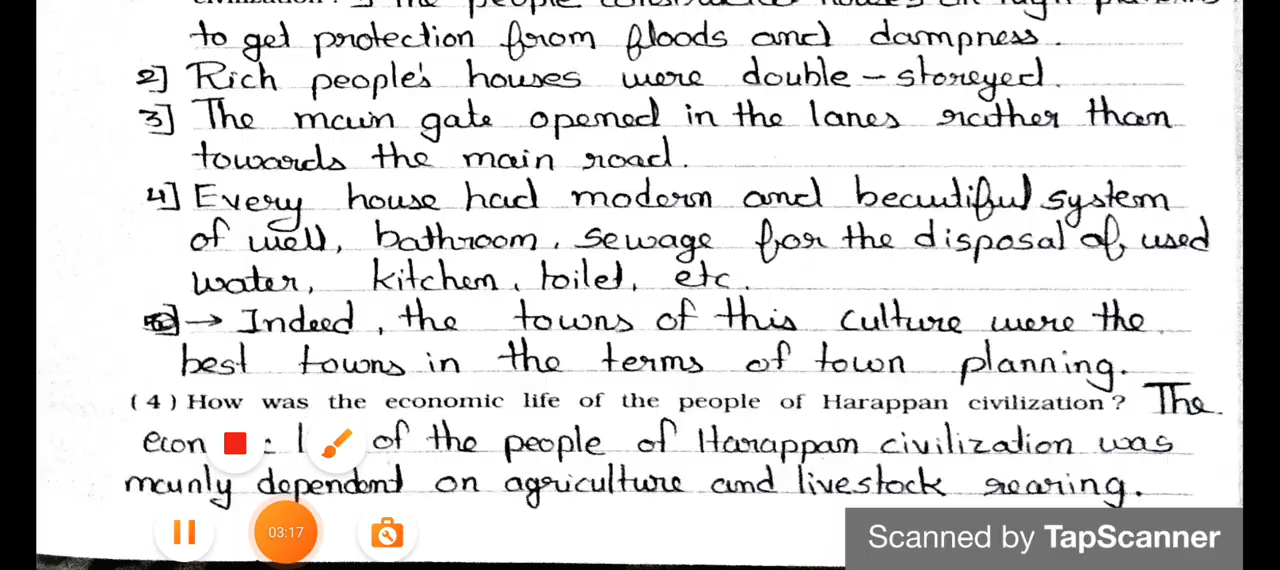 to get protection from floods and dampness.
2] Rich people's houses were double-storeyed.
3] The main gate opened in the lanes rather than
towards the main road.
4] Every house had modern and beautiful system
of well, bathroom, sewage for the disposal of used
water, kitchen, toilet, etc.
→ Indeed, the towns of this culture were the
best towns in the terms of town planning.
(4) How was the economic life of the people of Harappan civilization? The
econ of the people of Harappan civilization was
mainly dependent on agriculture and livestock rearing.
03:17
Scanned by TapScanner